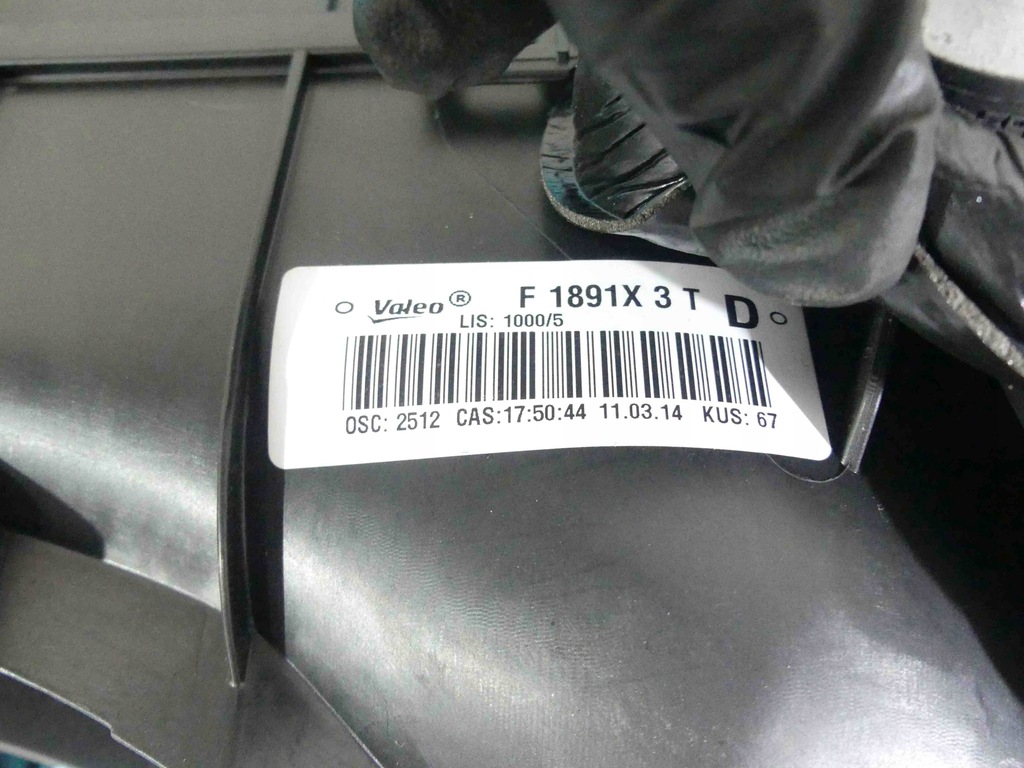 Valeo® F 1891X 3 T D
LIS: 1000/5
OSC: 2512 CAS:17:50:44 11.03.14 KUS: 67